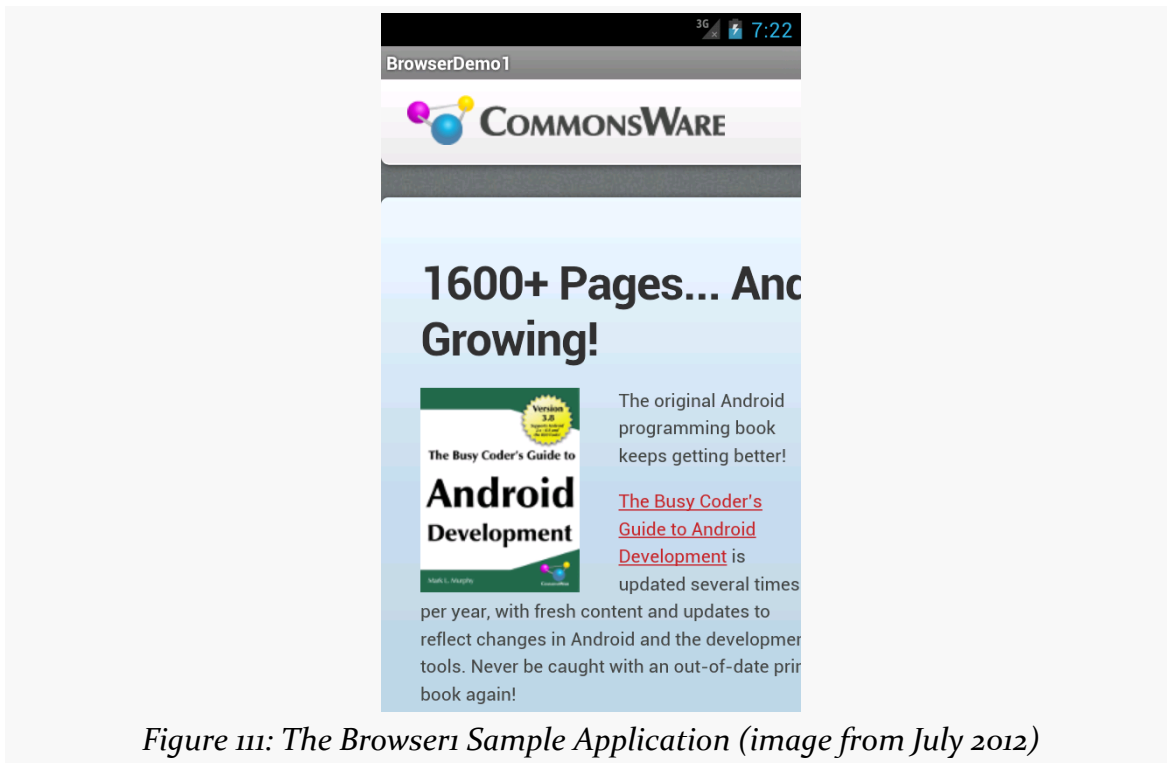 3G
7:22
BrowserDemo1
COMMONSWARE
1600+ Pages... And
Growing!
Version
3.8
The Busy Coder's Guide to
Android
Development
Mark L. Murphy
CommonsWare
The original Android
programming book
keeps getting better!
The Busy Coder's
Guide to Android
Development is
updated several times
per year, with fresh content and updates to
reflect changes in Android and the developmen
tools. Never be caught with an out-of-date prin
book again!
Figure 111: The Browser1 Sample Application (image from July 2012)